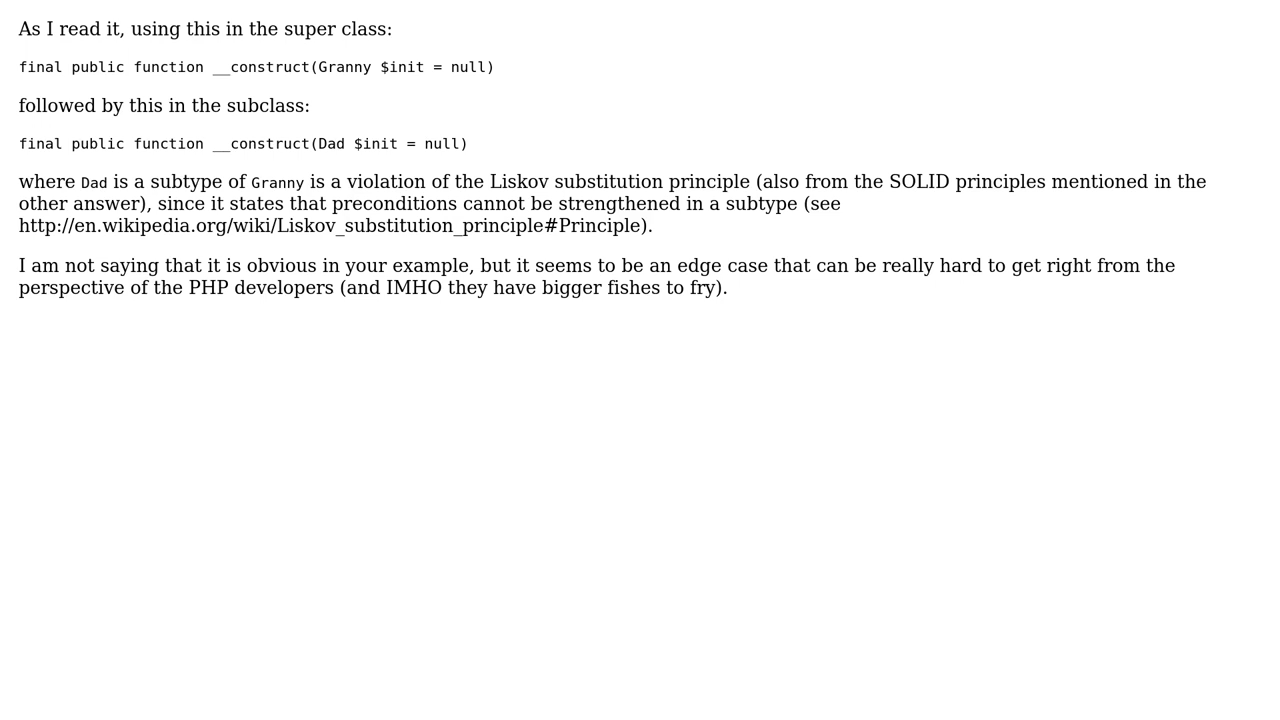 As I read it, using this in the super class:
final public function __construct(Granny $init = null)
followed by this in the subclass:
final public function __construct(Dad $init = null)
where Dad is a subtype of Granny is a violation of the Liskov substitution principle (also from the SOLID principles mentioned in the
other answer), since it states that preconditions cannot be strengthened in a subtype (see
http://en.wikipedia.org/wiki/Liskov_substitution_principle#Principle).
I am not saying that it is obvious in your example, but it seems to be an edge case that can be really hard to get right from the
perspective of the PHP developers (and IMHO they have bigger fishes to fry).